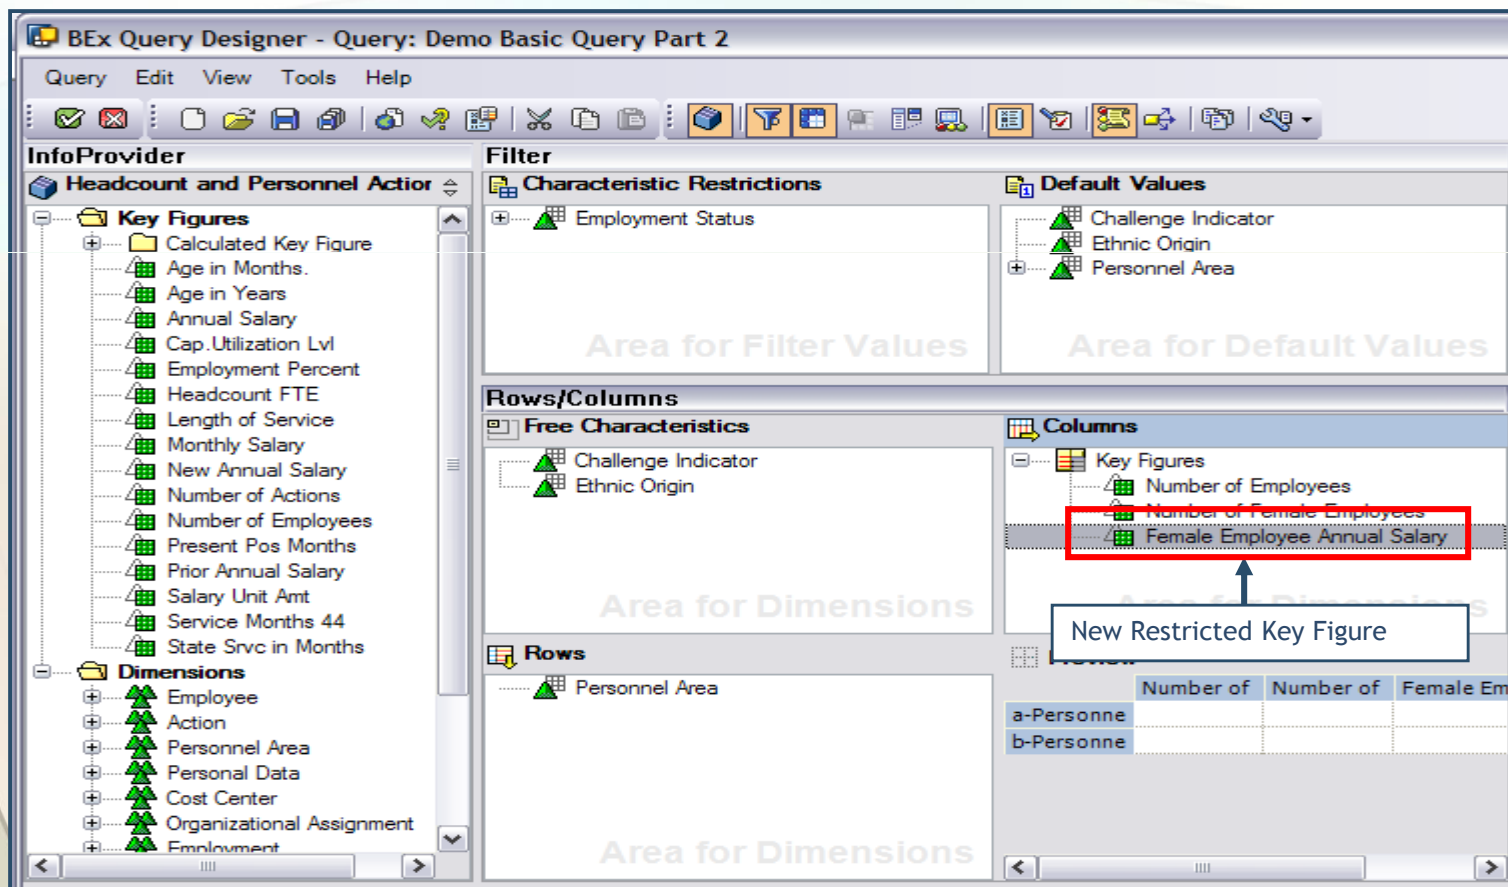 BEx Query Designer - Query: Demo Basic Query Part 2
Query Edit View Tools Help
InfoProvider
Headcount and Personnel Action
Key Figures
Calculated Key Figure
Age in Months.
Age in Years
Annual Salary
Cap.Utilization Lvl
Employment Percent
Headcount FTE
Length of Service
Monthly Salary
New Annual Salary
Number of Actions
Number of Employees
Present Pos Months
Prior Annual Salary
Salary Unit Amt
Service Months 44
State Srvc in Months
Dimensions
Employee
Action
Personnel Area
Personal Data
Cost Center
Organizational Assignment
Employment
Filter
Characteristic Restrictions
Employment Status
Area for Filter Values
Default Values
Challenge Indicator
Ethnic Origin
Personnel Area
Area for Default Values
Rows/Columns
Free Characteristics
Challenge Indicator
Ethnic Origin
Area for Dimensions
Columns
Key Figures
Number of Employees
Number of Female Employees
Female Employee Annual Salary
Area for Dimensions
New Restricted Key Figure
Rows
Personnel Area
Area for Dimensions
Preview
Number of Number of Female Em
a-Personne
b-Personne